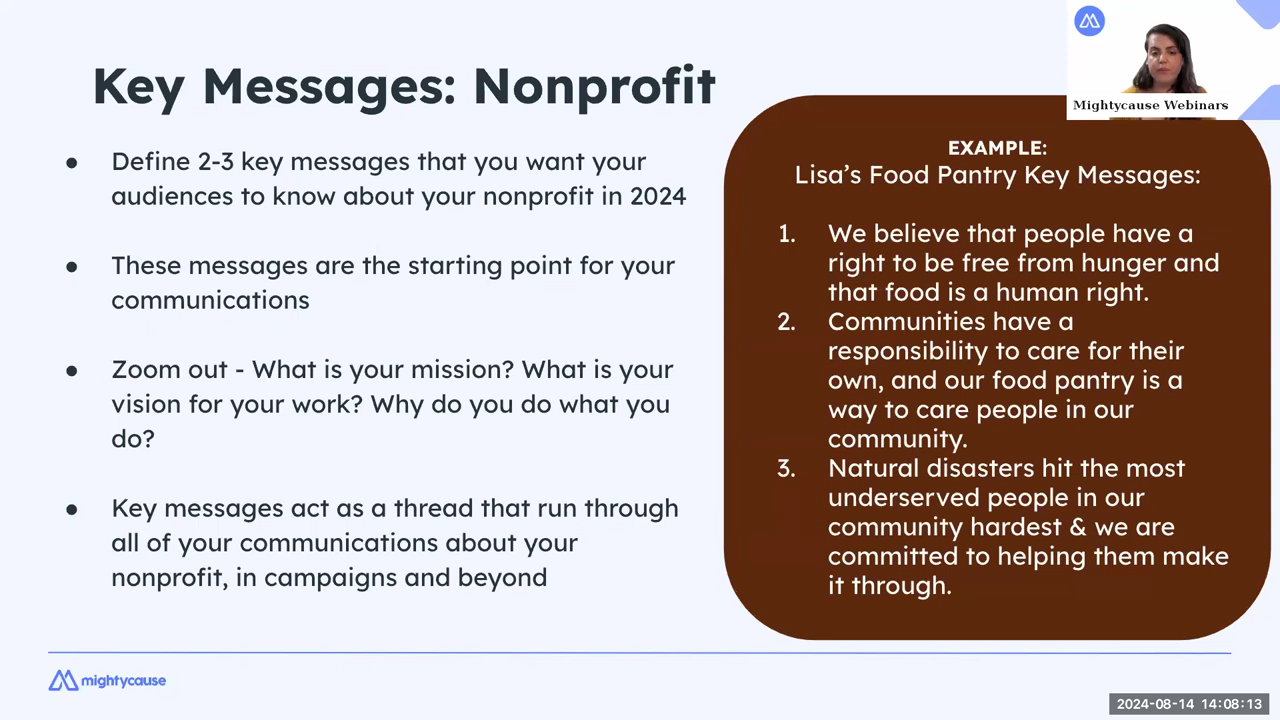 Key Messages: Nonprofit
● Define 2-3 key messages that you want your
audiences to know about your nonprofit in 2024
● These messages are the starting point for your
communications
● Zoom out - What is your mission? What is your
vision for your work? Why do you do what you
do?
● Key messages act as a thread that run through
all of your communications about your
nonprofit, in campaigns and beyond
Mightycause Webinars
EXAMPLE:
Lisa’s Food Pantry Key Messages:
1. We believe that people have a
right to be free from hunger and
that food is a human right.
2. Communities have a
responsibility to care for their
own, and our food pantry is a
way to care people in our
community.
3. Natural disasters hit the most
underserved people in our
community hardest & we are
committed to helping them make
it through.
mightycause
2024-08-14 14:08:13